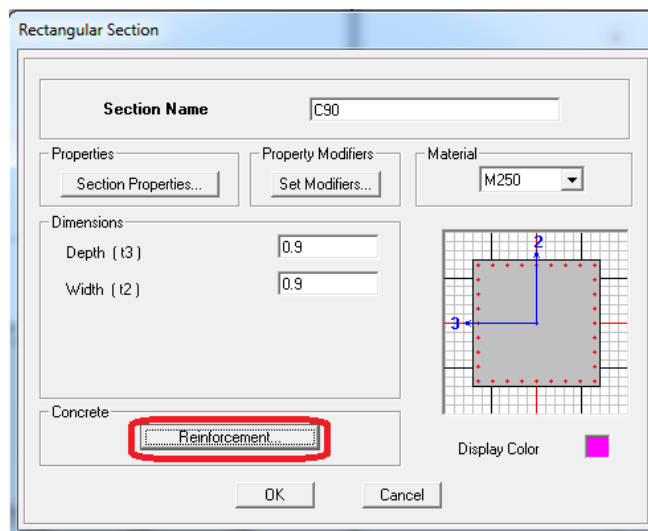 Rectangular Section
Section Name
C90
Properties
Section Properties...
Property Modifiers
Set Modifiers...
Material
M250
Dimensions
Depth ( t3 )
0.9
Width ( t2 )
0.9
2
3
Concrete
Reinforcement...
Display Color
OK
Cancel